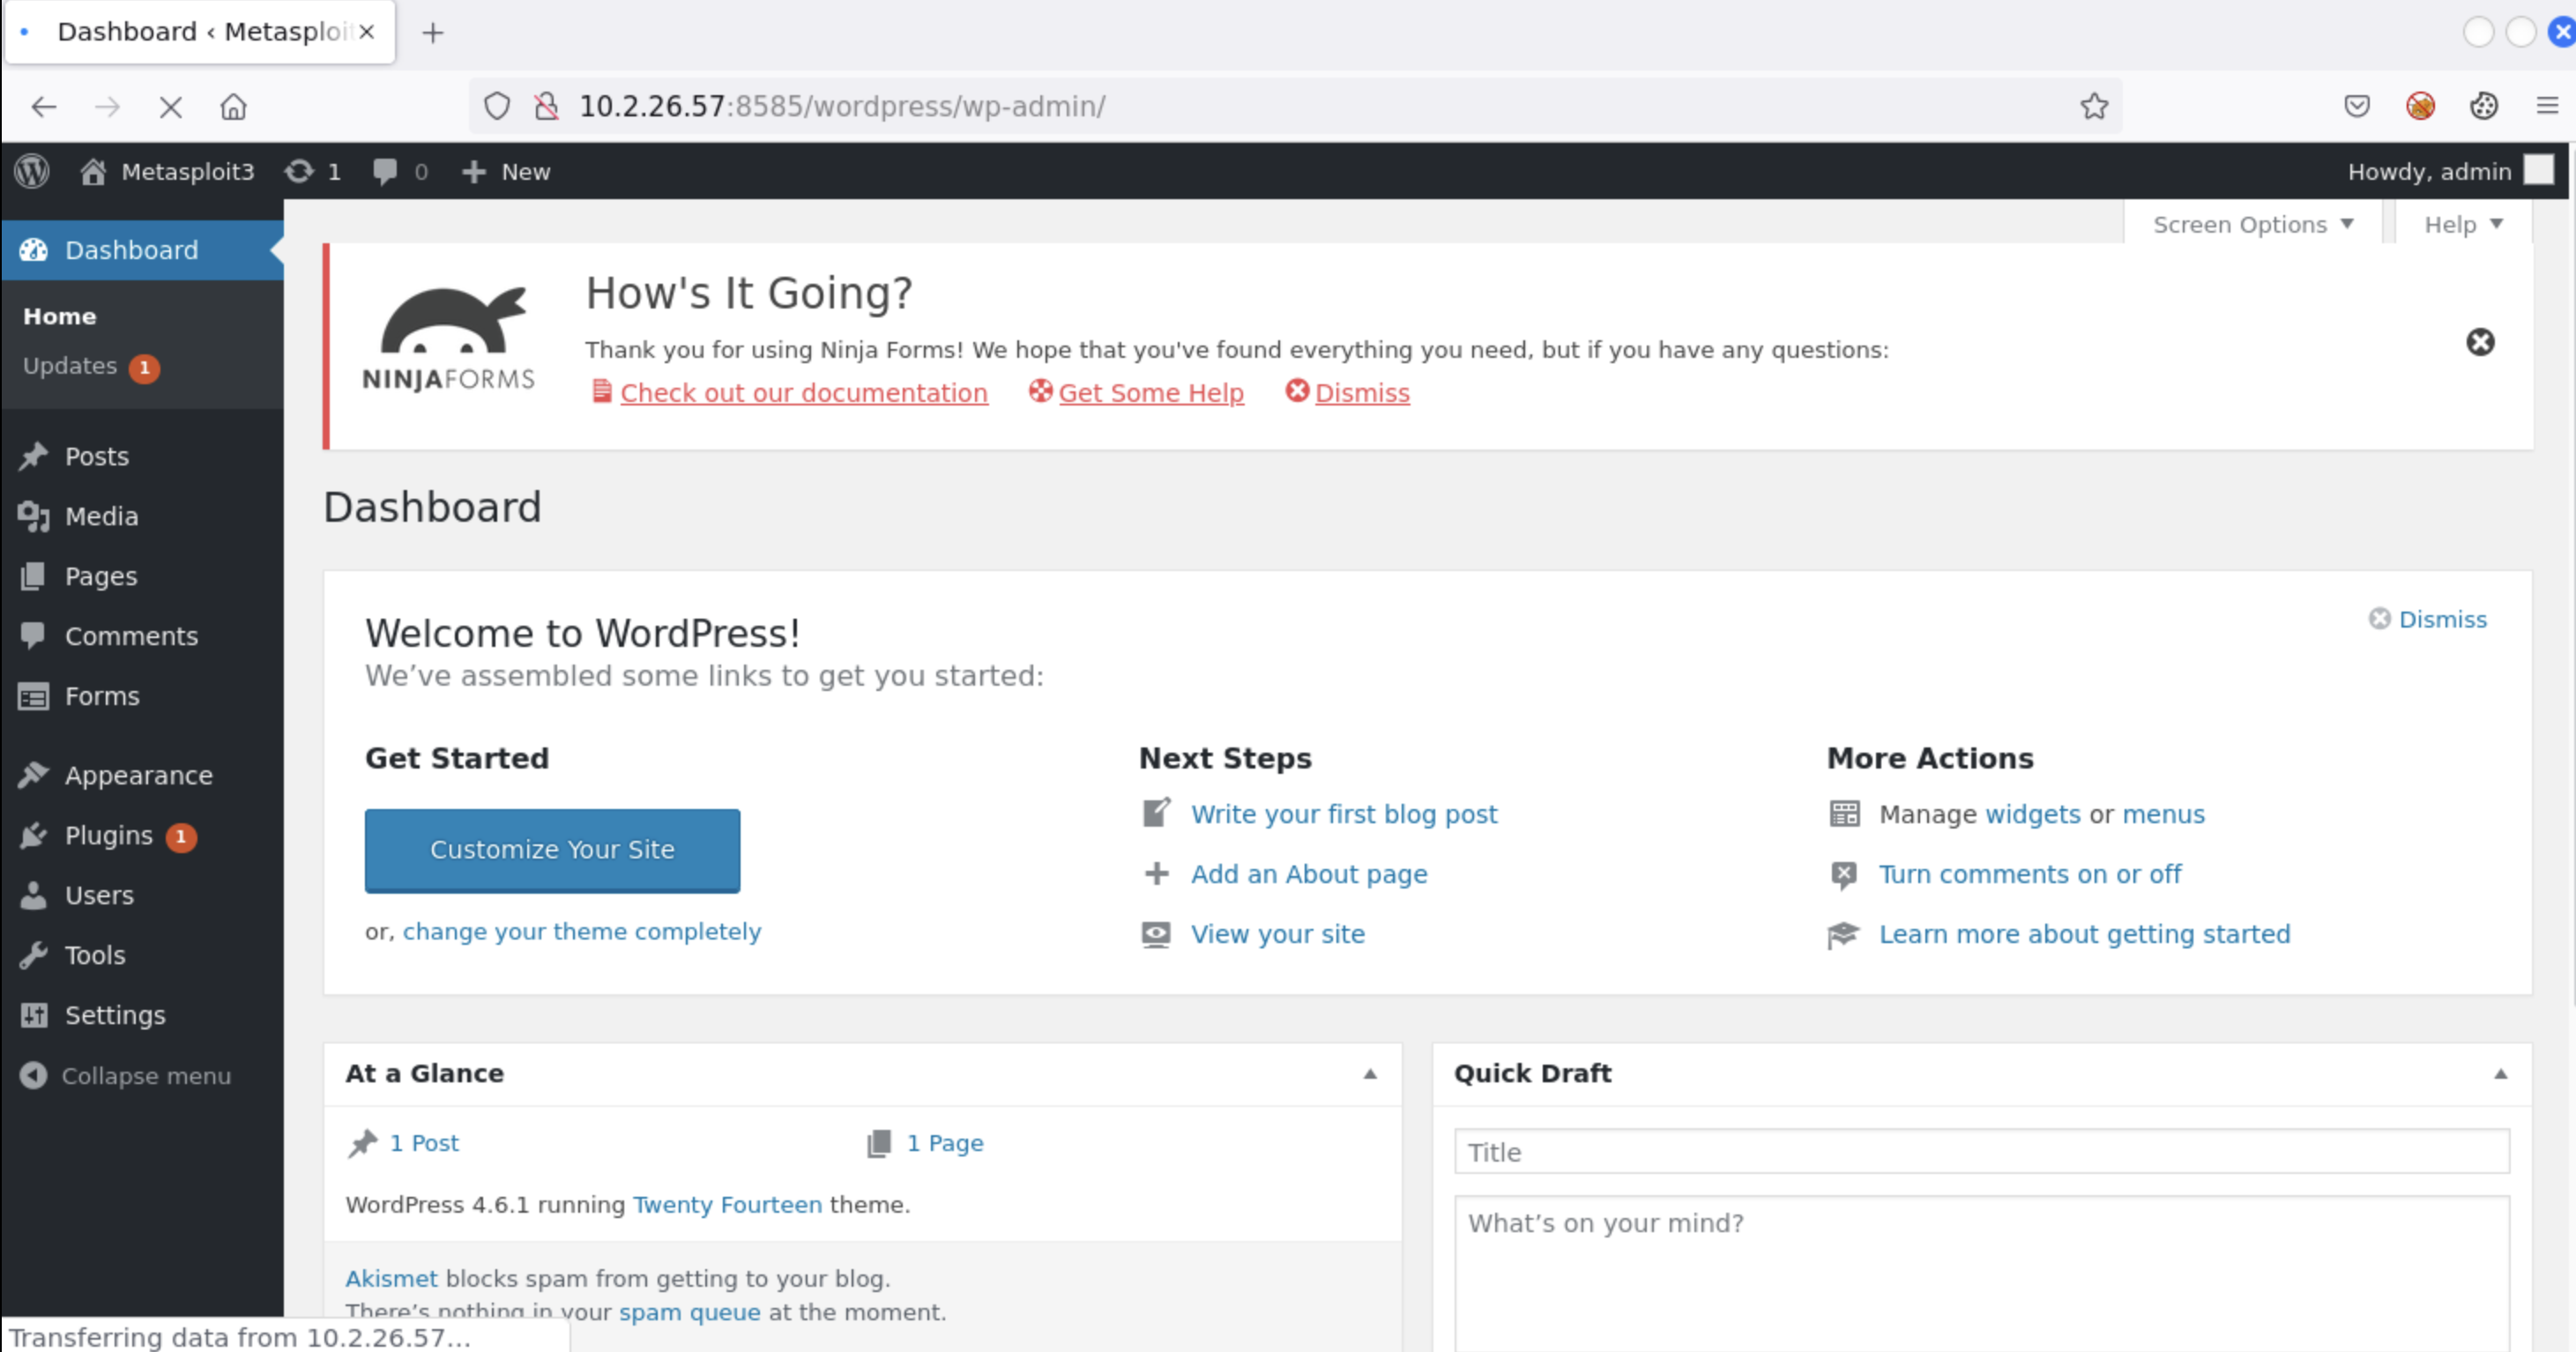 Dashboard ‹ Metasploit
10.2.26.57:8585/wordpress/wp-admin/
Metasploit3 1 0 New Howdy, admin
Screen Options Help
Dashboard
Home
Updates 1
Posts
Media
Pages
Comments
Forms
Appearance
Plugins 1
Users
Tools
Settings
Collapse menu
NINJAFORMS
How's It Going?
Thank you for using Ninja Forms! We hope that you've found everything you need, but if you have any questions:
Check out our documentation Get Some Help Dismiss
Dashboard
Welcome to WordPress!
Dismiss
We’ve assembled some links to get you started:
Get Started
Customize Your Site
or, change your theme completely
Next Steps
Write your first blog post
Add an About page
View your site
More Actions
Manage widgets or menus
Turn comments on or off
Learn more about getting started
At a Glance
1 Post 1 Page
WordPress 4.6.1 running Twenty Fourteen theme.
Akismet blocks spam from getting to your blog.
There’s nothing in your spam queue at the moment.
Quick Draft
Title
What’s on your mind?
Transferring data from 10.2.26.57...